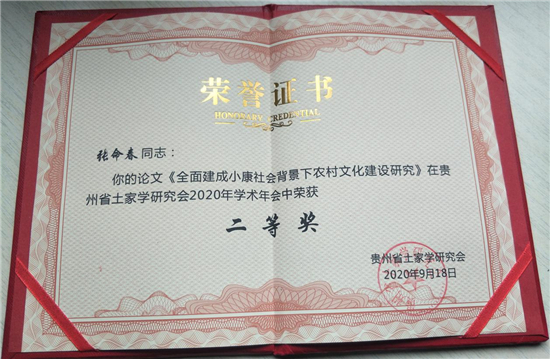 荣誉证书
HONORARY CREDENTIAL
张命春同志：
你的论文《全面建成小康社会背景下农村文化建设研究》在贵
州省土家学研究会2020年学术年会中荣获
二等奖
贵州省土家学研究会
2020年9月18日